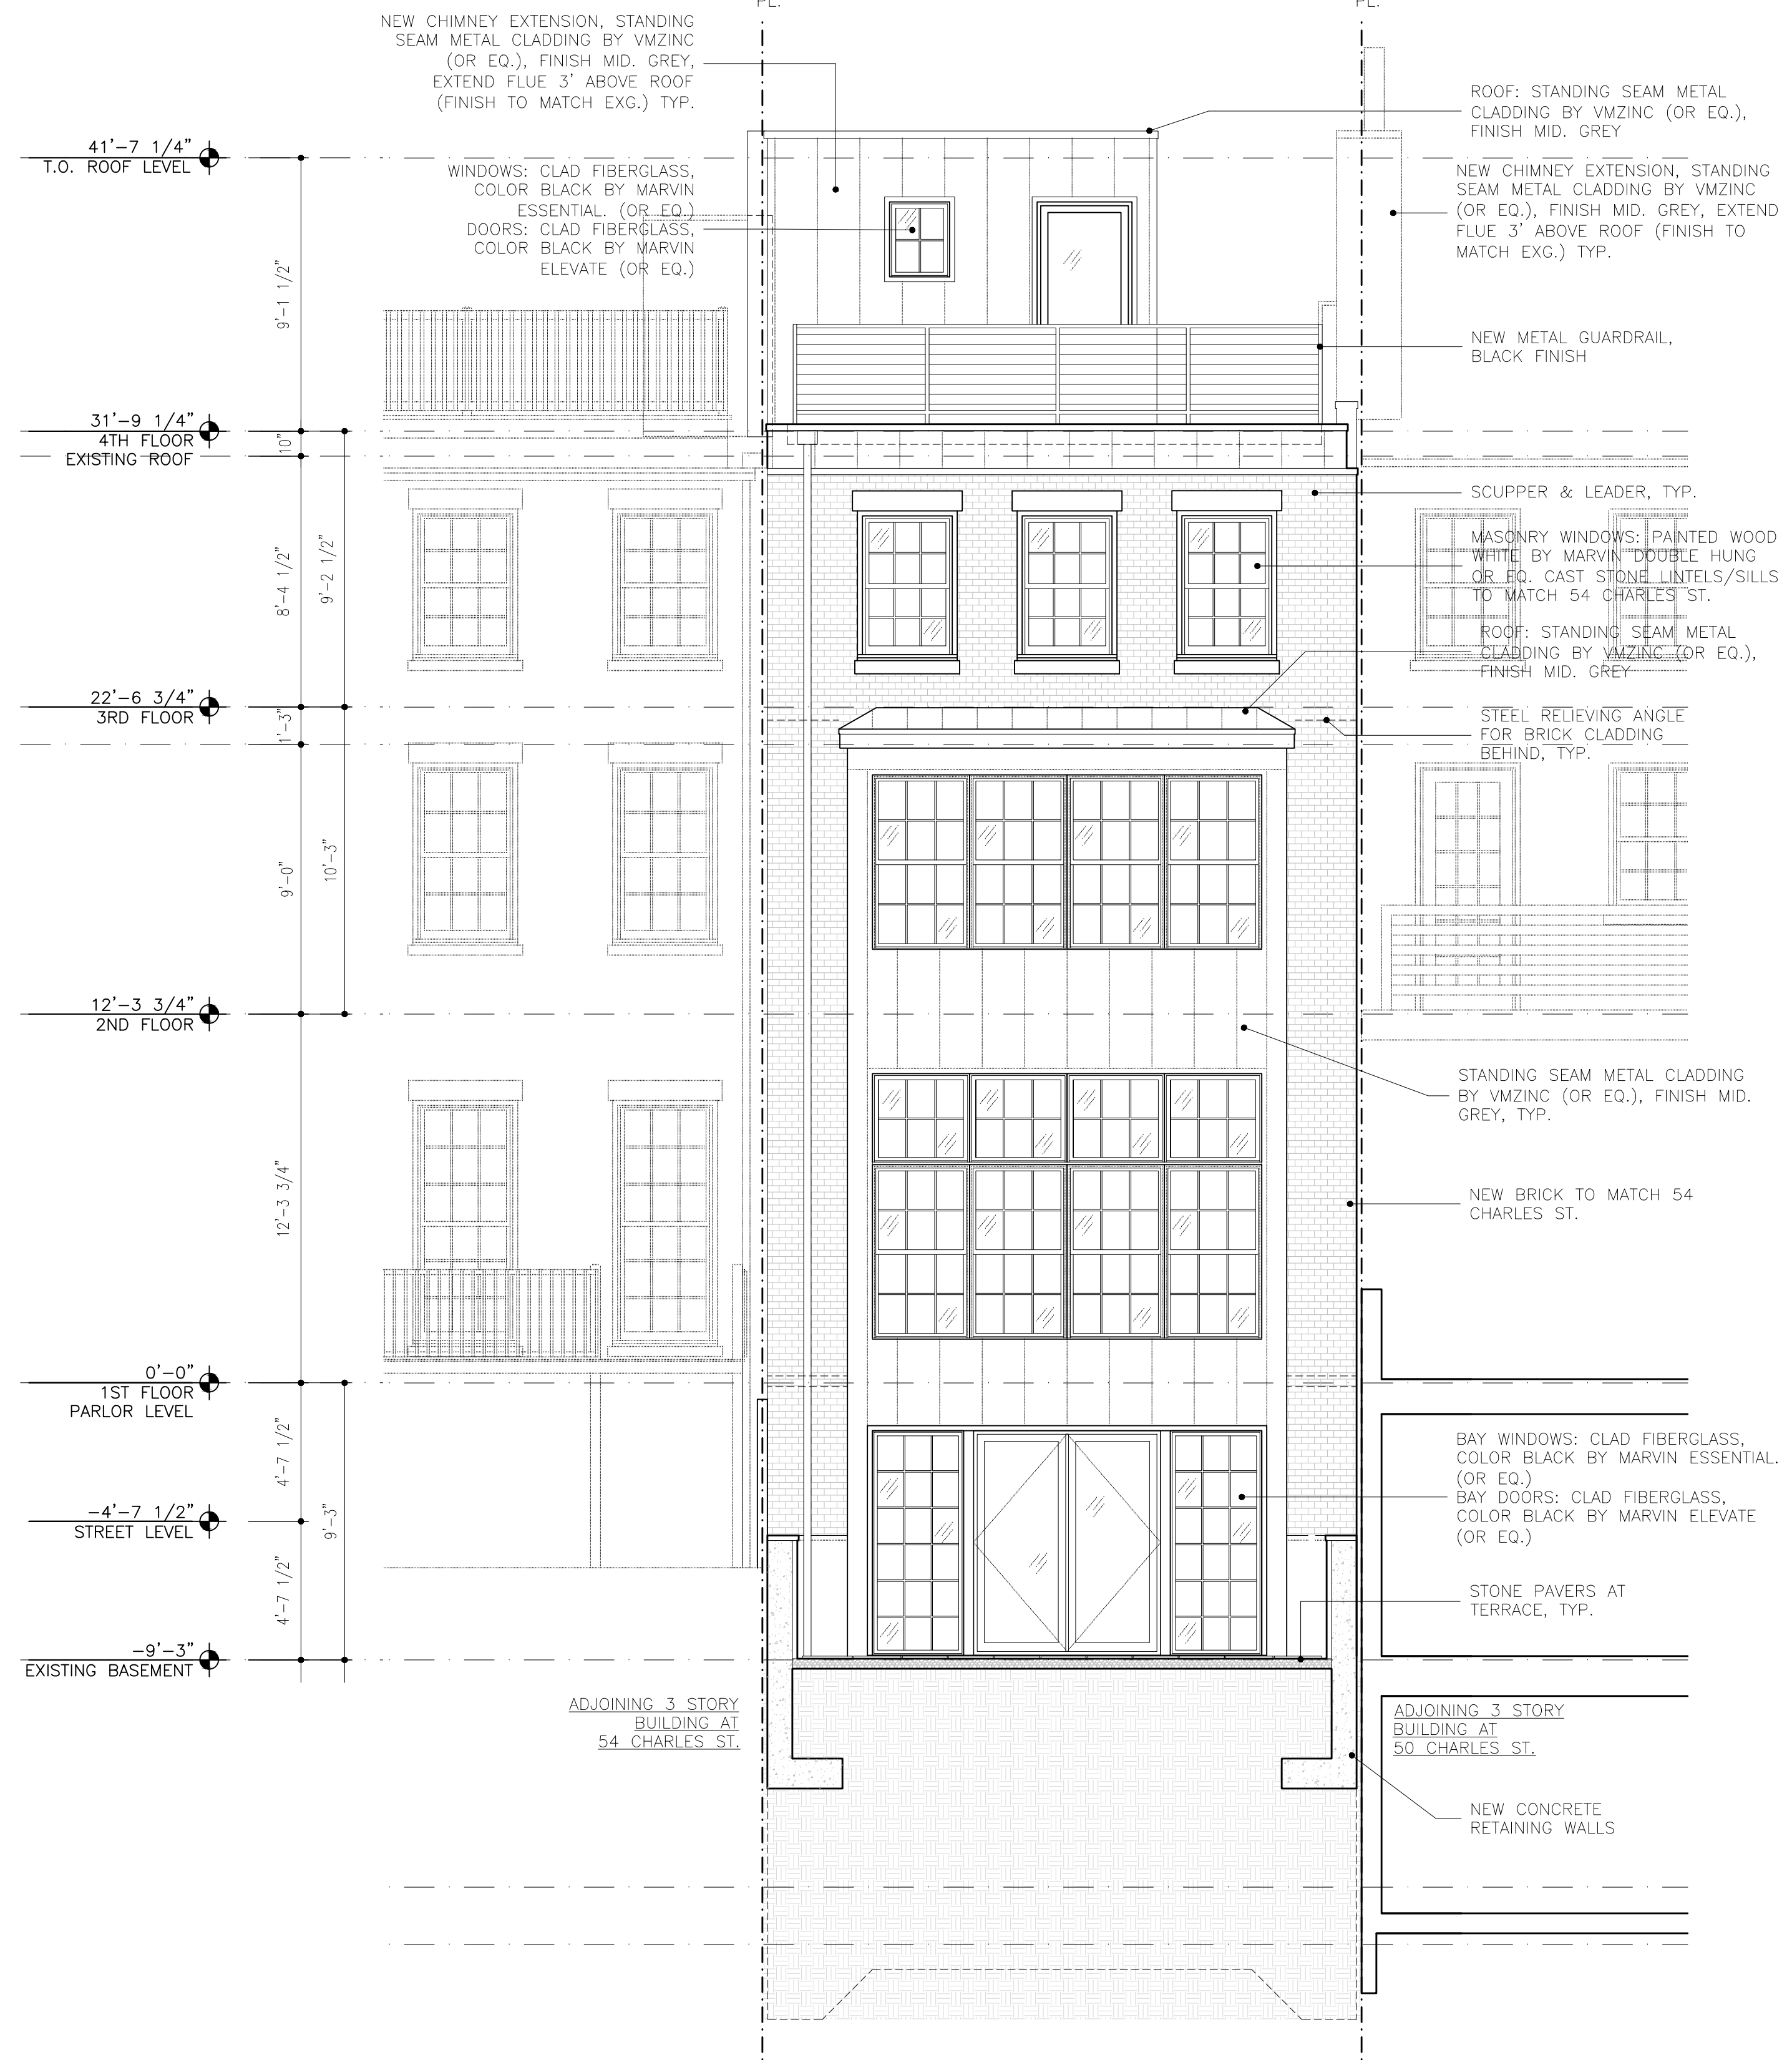 PL.
PL.
NEW CHIMNEY EXTENSION, STANDING
SEAM METAL CLADDING BY VMZINC
(OR EQ.), FINISH MID. GREY,
EXTEND FLUE 3' ABOVE ROOF
(FINISH TO MATCH EXG.) TYP.
WINDOWS: CLAD FIBERGLASS,
COLOR BLACK BY MARVIN
ESSENTIAL. (OR EQ.)
DOORS: CLAD FIBERGLASS,
COLOR BLACK BY MARVIN
ELEVATE (OR EQ.)
41'-7 1/4"
T.O. ROOF LEVEL
31'-9 1/4"
4TH FLOOR
EXISTING ROOF
22'-6 3/4"
3RD FLOOR
12'-3 3/4"
2ND FLOOR
0'-0"
1ST FLOOR
PARLOR LEVEL
-4'-7 1/2"
STREET LEVEL
-9'-3"
EXISTING BASEMENT
9'-1 1/2"
10"
8'-4 1/2"
9'-2 1/2"
1'-3"
9'-0"
10'-3"
12'-3 3/4"
4'-7 1/2"
9'-3"
4'-7 1/2"
ROOF: STANDING SEAM METAL
CLADDING BY VMZINC (OR EQ.),
FINISH MID. GREY
NEW CHIMNEY EXTENSION, STANDING
SEAM METAL CLADDING BY VMZINC
(OR EQ.), FINISH MID. GREY, EXTEND
FLUE 3' ABOVE ROOF (FINISH TO
MATCH EXG.) TYP.
NEW METAL GUARDRAIL,
BLACK FINISH
SCUPPER & LEADER, TYP.
MASONRY WINDOWS: PAINTED WOOD
WHITE BY MARVIN DOUBLE HUNG
OR EQ. CAST STONE LINTELS/SILLS
TO MATCH 54 CHARLES ST.
ROOF: STANDING SEAM METAL
CLADDING BY VMZINC (OR EQ.),
FINISH MID. GREY
STEEL RELIEVING ANGLE
FOR BRICK CLADDING
BEHIND, TYP.
STANDING SEAM METAL CLADDING
BY VMZINC (OR EQ.), FINISH MID.
GREY, TYP.
NEW BRICK TO MATCH 54
CHARLES ST.
BAY WINDOWS: CLAD FIBERGLASS,
COLOR BLACK BY MARVIN ESSENTIAL.
(OR EQ.)
BAY DOORS: CLAD FIBERGLASS,
COLOR BLACK BY MARVIN ELEVATE
(OR EQ.)
STONE PAVERS AT
TERRACE, TYP.
ADJOINING 3 STORY
BUILDING AT
54 CHARLES ST.
ADJOINING 3 STORY
BUILDING AT
50 CHARLES ST.
NEW CONCRETE
RETAINING WALLS